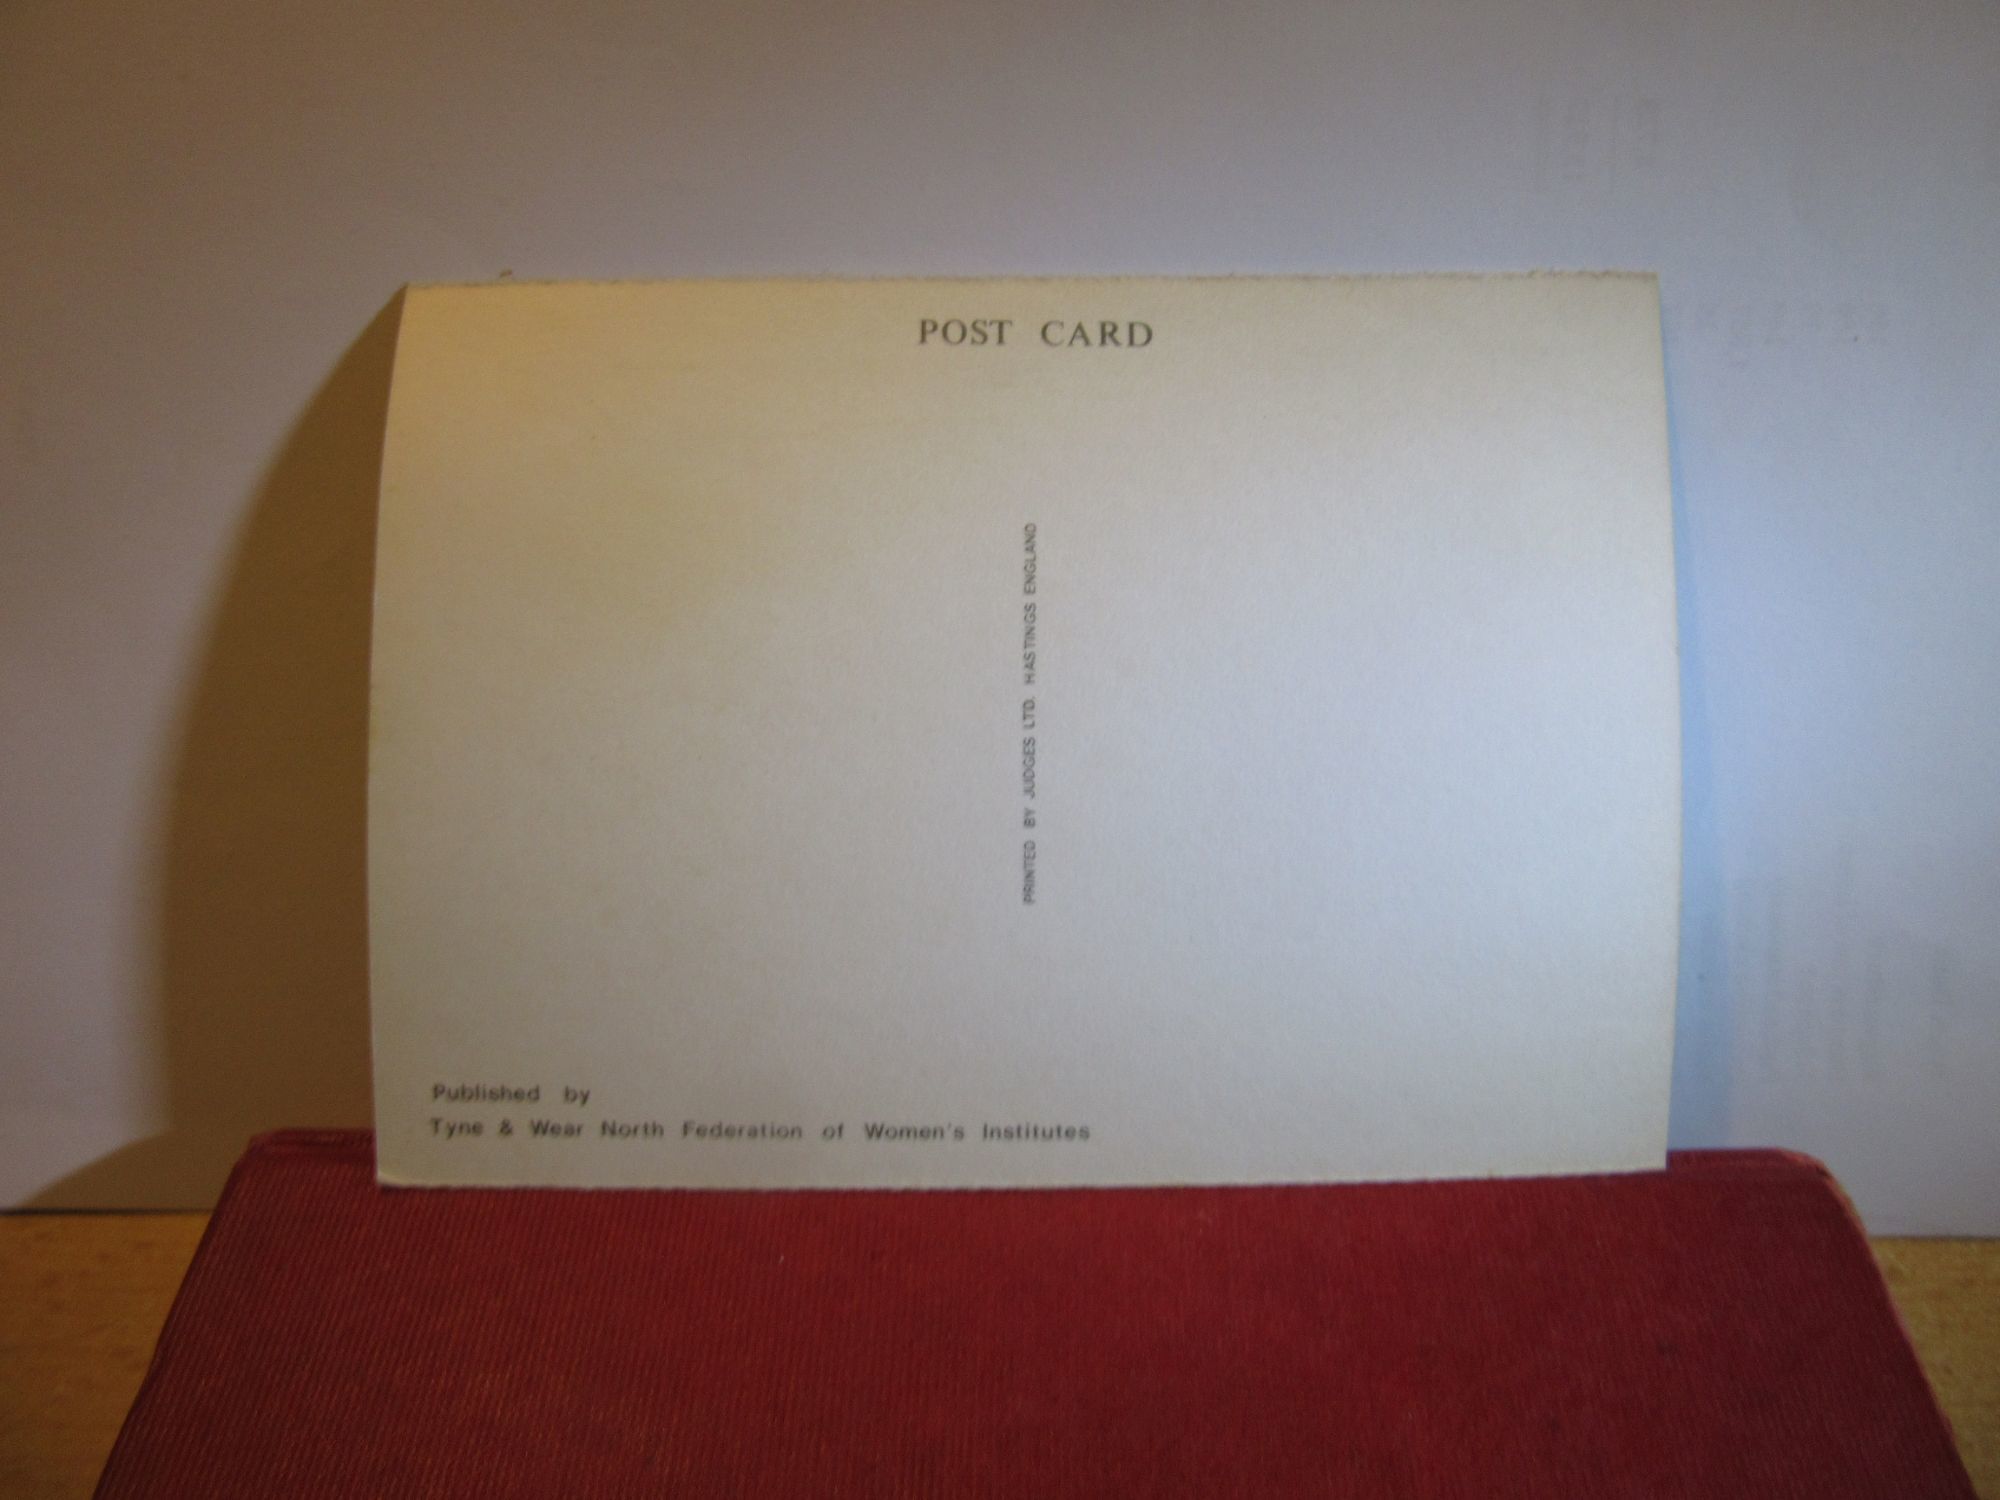 POST CARD
PRINTED BY JUDGES LTD. HASTINGS ENGLAND
Published by
Tyne & Wear North Federation of Women's Institutes